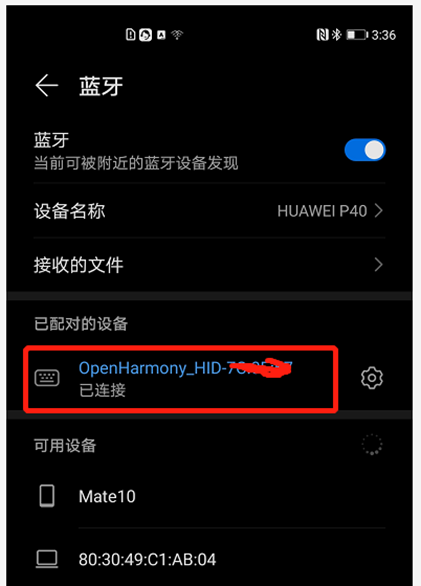 3:36
蓝牙
蓝牙
当前可被附近的蓝牙设备发现
设备名称
HUAWEI P40
接收的文件
已配对的设备
OpenHarmony_HID-
已连接
可用设备
Mate10
80:30:49:C1:AB:04